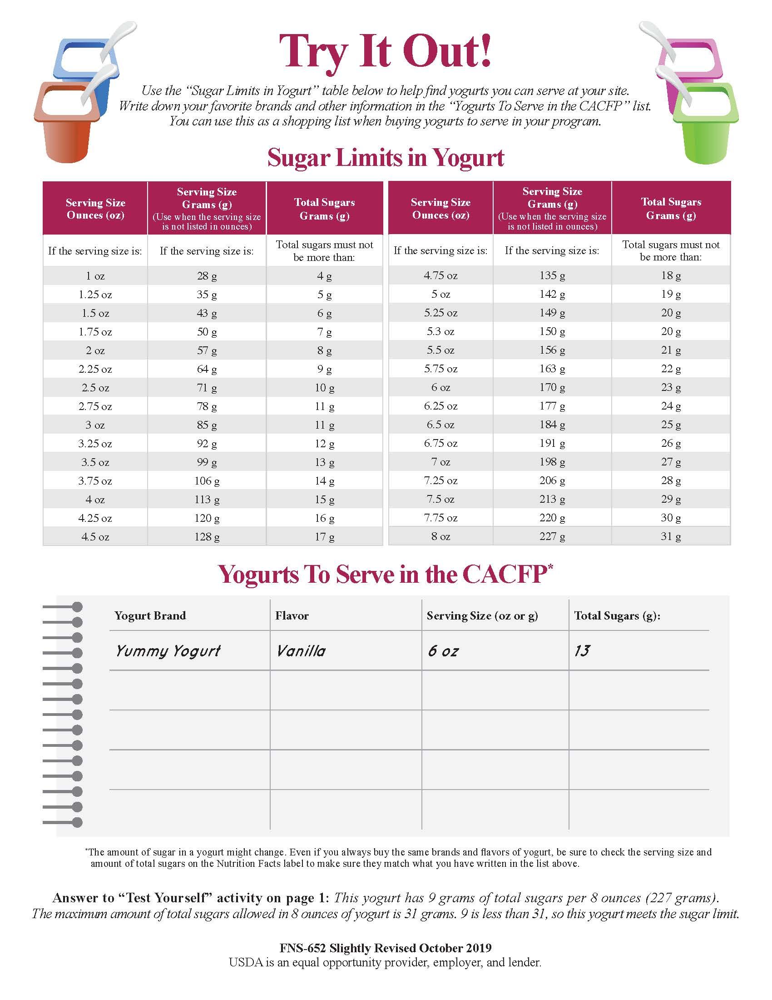 Try It Out!
Use the “Sugar Limits in Yogurt” table below to help find yogurts you can serve at your site.
Write down your favorite brands and other information in the “Yogurts To Serve in the CACFP” list.
You can use this as a shopping list when buying yogurts to serve in your program.
Sugar Limits in Yogurt
Serving Size
Ounces (oz)
Serving Size
Grams (g)
(Use when the serving size
is not listed in ounces)
Total Sugars
Grams (g)
If the serving size is: If the serving size is: Total sugars must not
be more than:
1 oz 28 g 4 g
1.25 oz 35 g 5 g
1.5 oz 43 g 6 g
1.75 oz 50 g 7 g
2 oz 57 g 8 g
2.25 oz 64 g 9 g
2.5 oz 71 g 10 g
2.75 oz 78 g 11 g
3 oz 85 g 11 g
3.25 oz 92 g 12 g
3.5 oz 99 g 13 g
3.75 oz 106 g 14 g
4 oz 113 g 15 g
4.25 oz 120 g 16 g
4.5 oz 128 g 17 g
Serving Size
Ounces (oz)
Serving Size
Grams (g)
(Use when the serving size
is not listed in ounces)
Total Sugars
Grams (g)
If the serving size is: If the serving size is: Total sugars must not
be more than:
4.75 oz 135 g 18 g
5 oz 142 g 19 g
5.25 oz 149 g 20 g
5.3 oz 150 g 20 g
5.5 oz 156 g 21 g
5.75 oz 163 g 22 g
6 oz 170 g 23 g
6.25 oz 177 g 24 g
6.5 oz 184 g 25 g
6.75 oz 191 g 26 g
7 oz 198 g 27 g
7.25 oz 206 g 28 g
7.5 oz 213 g 29 g
7.75 oz 220 g 30 g
8 oz 227 g 31 g
Yogurts To Serve in the CACFP*
Yogurt Brand Flavor Serving Size (oz or g) Total Sugars (g):
Yummy Yogurt Vanilla 6 oz 13
*The amount of sugar in a yogurt might change. Even if you always buy the same brands and flavors of yogurt, be sure to check the serving size and
amount of total sugars on the Nutrition Facts label to make sure they match what you have written in the list above.
Answer to “Test Yourself” activity on page 1: This yogurt has 9 grams of total sugars per 8 ounces (227 grams).
The maximum amount of total sugars allowed in 8 ounces of yogurt is 31 grams. 9 is less than 31, so this yogurt meets the sugar limit.
FNS-652 Slightly Revised October 2019
USDA is an equal opportunity provider, employer, and lender.